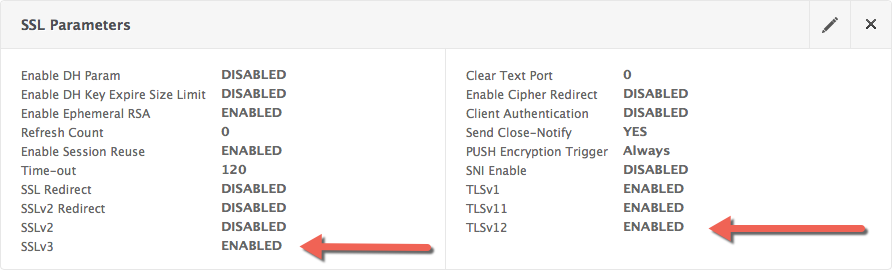 SSL Parameters
Enable DH Param DISABLED
Enable DH Key Expire Size Limit DISABLED
Enable Ephemeral RSA ENABLED
Refresh Count 0
Enable Session Reuse ENABLED
Time-out 120
SSL Redirect DISABLED
SSLv2 Redirect DISABLED
SSLv2 DISABLED
SSLv3 ENABLED
Clear Text Port 0
Enable Cipher Redirect DISABLED
Client Authentication DISABLED
Send Close-Notify YES
PUSH Encryption Trigger Always
SNI Enable DISABLED
TLSv1 ENABLED
TLSv11 ENABLED
TLSv12 ENABLED